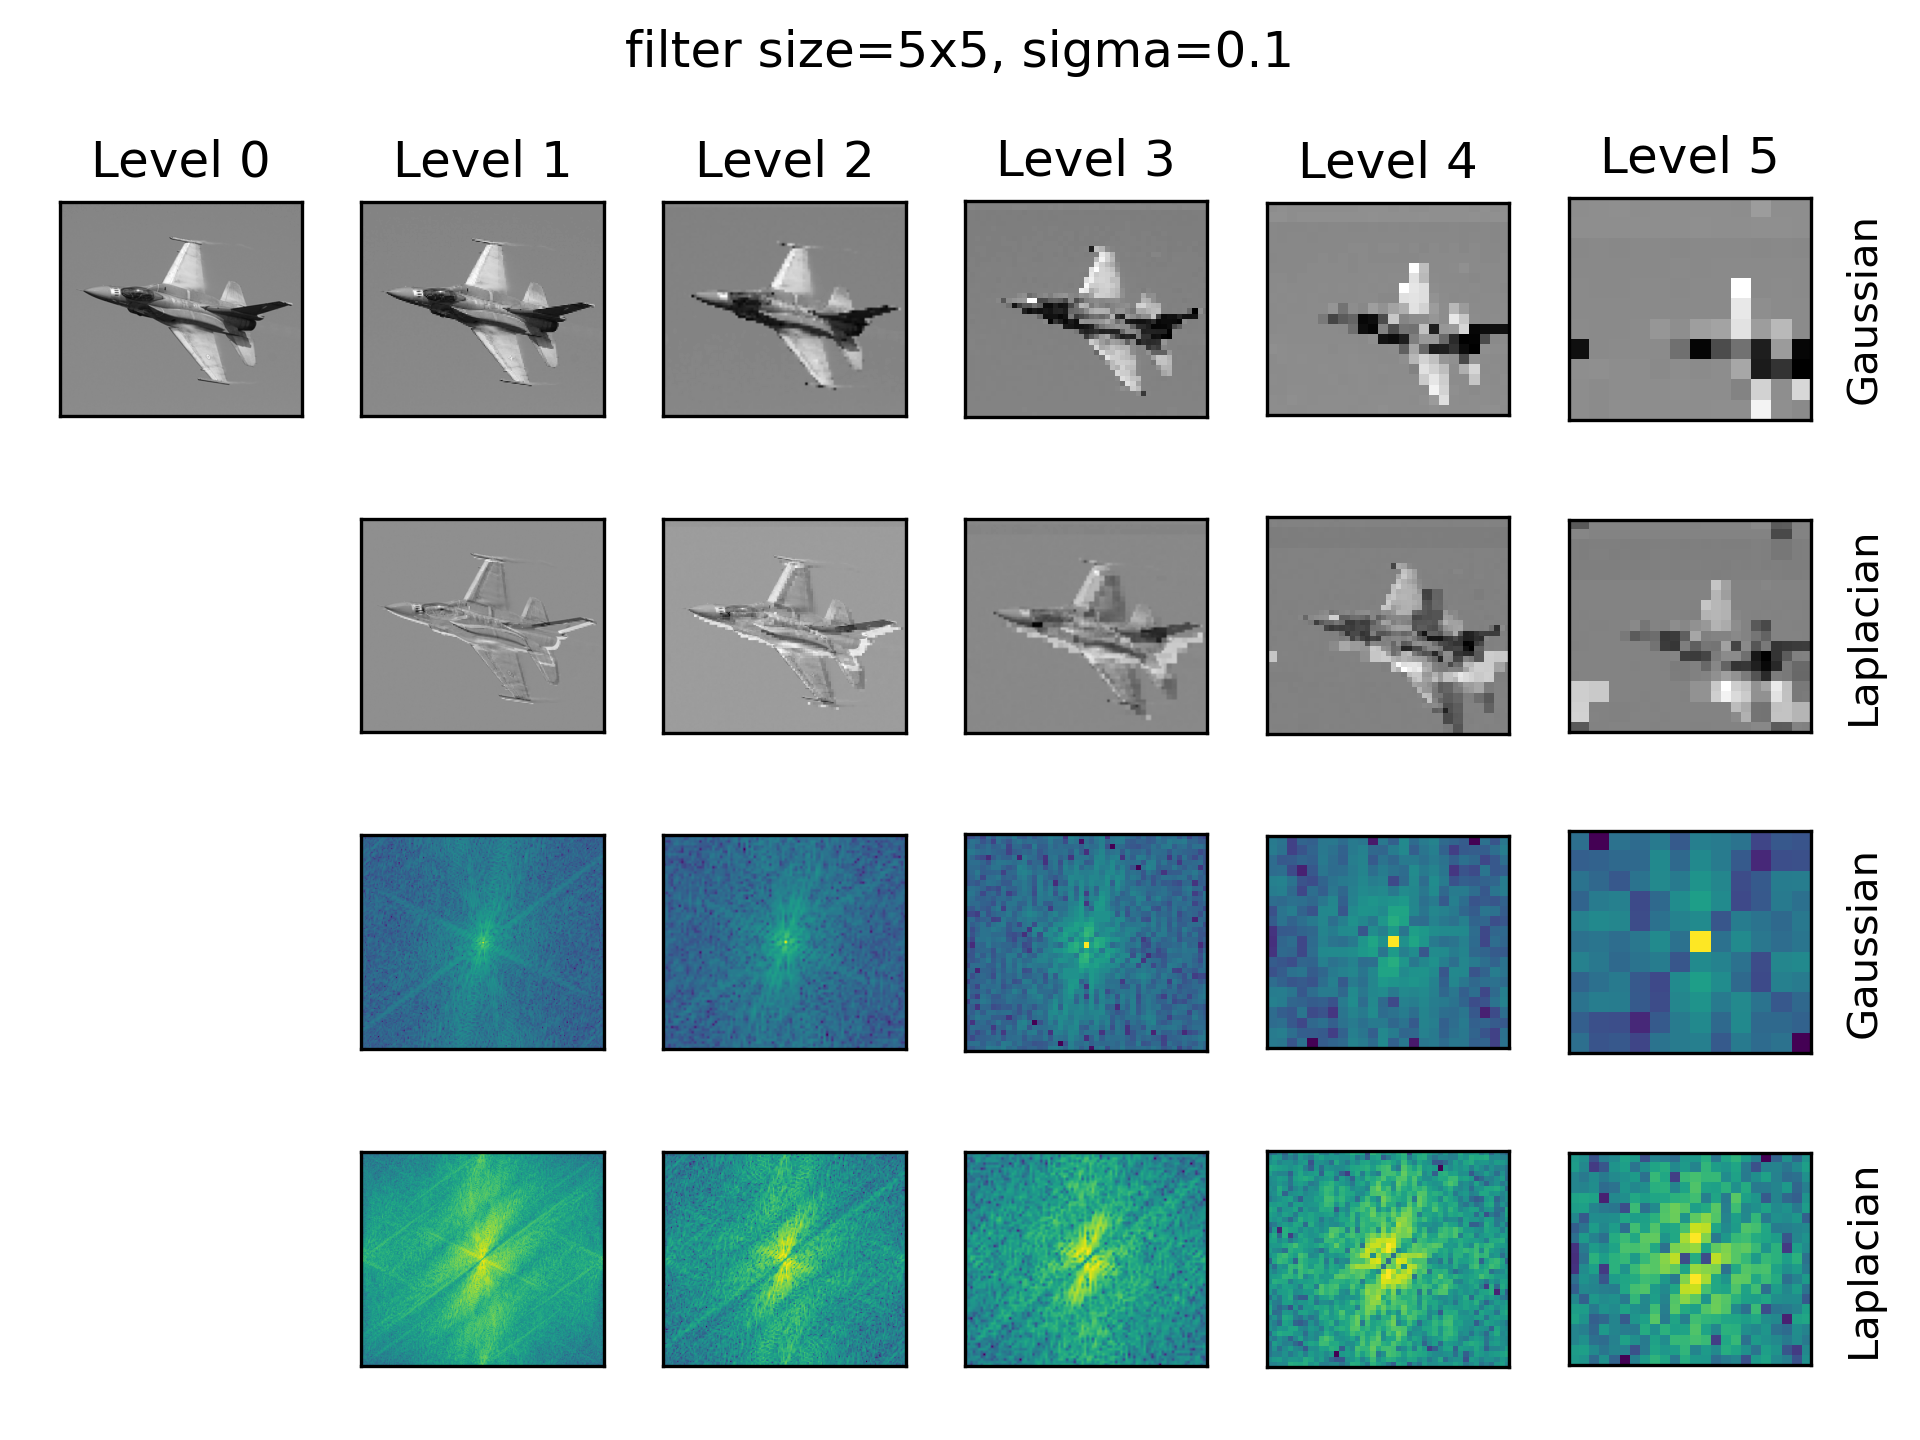 filter size=5x5, sigma=0.1
Level 0
Level 1
Level 2
Level 3
Level 4
Level 5
Gaussian
Laplacian
Gaussian
Laplacian